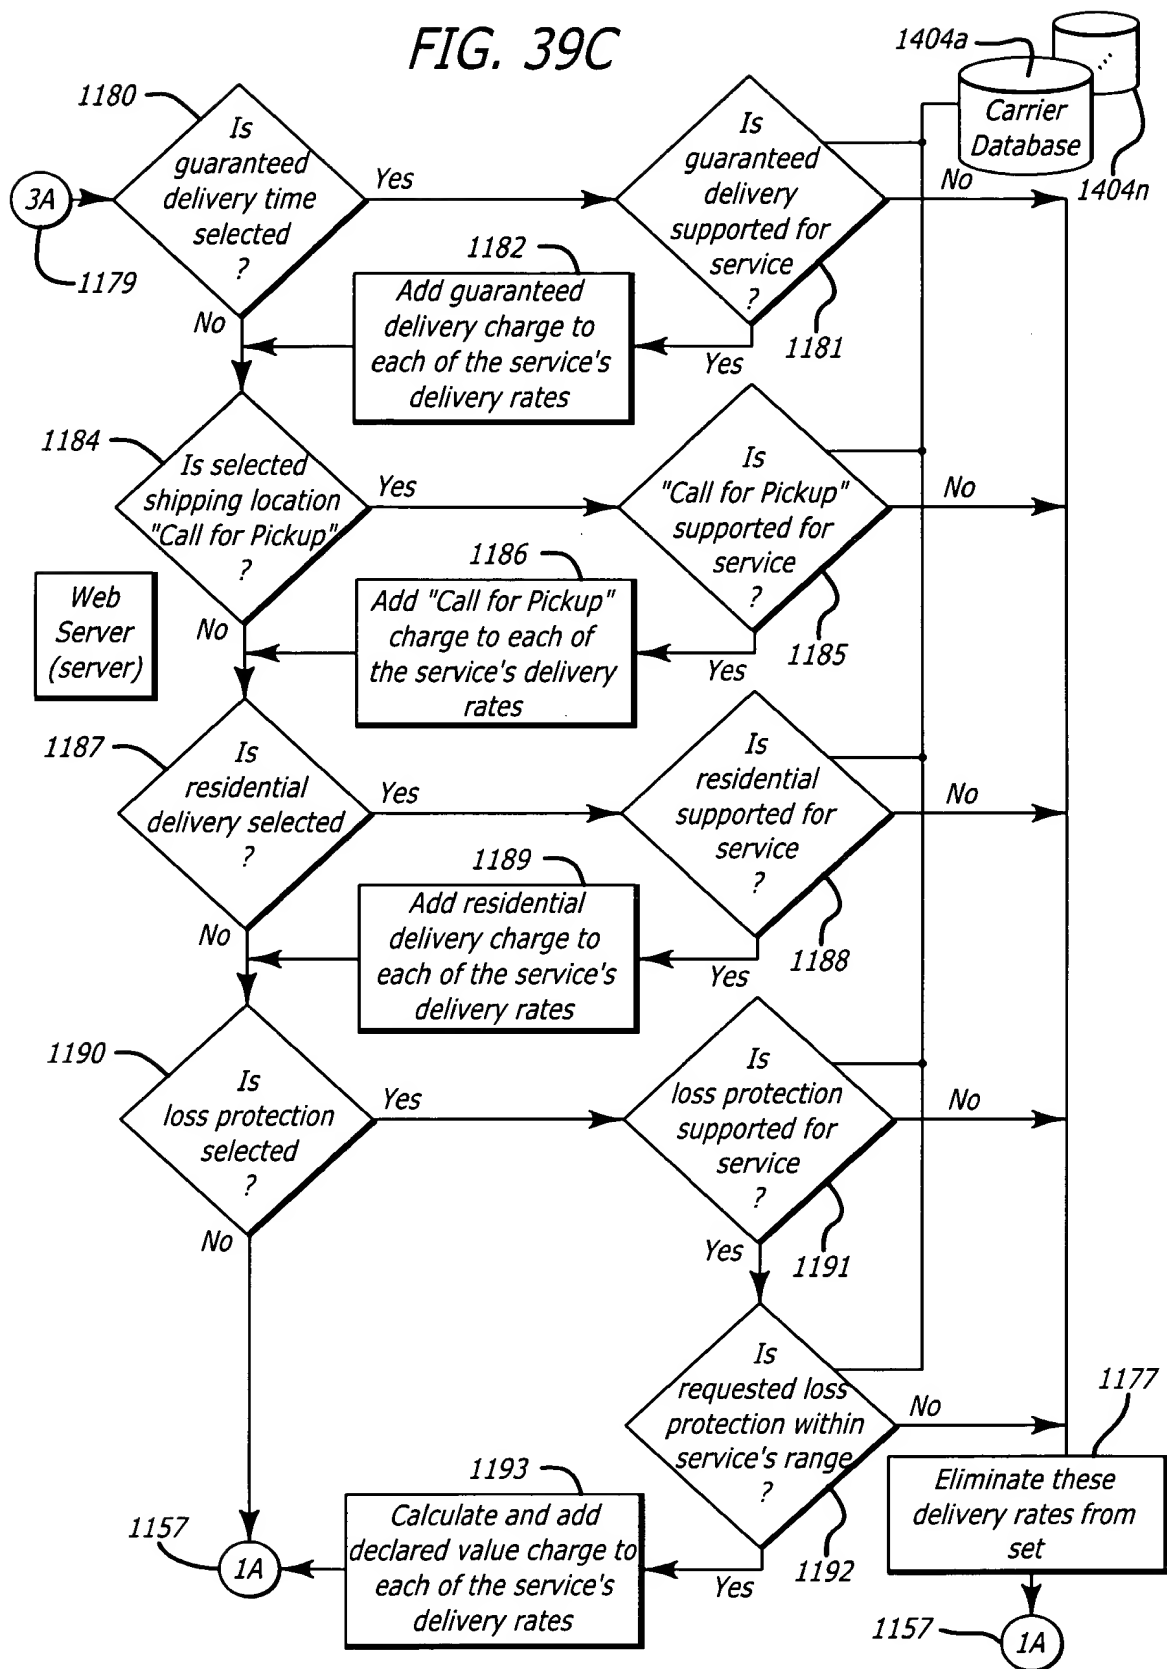 FIG. 39C
1404a
1180
Is
guaranteed
delivery time
selected
?
Yes
Is
guaranteed
delivery
supported for
service
?
No
Carrier
Database
1404n
3A
1179
1182
No
Add guaranteed
delivery charge to
each of the service's
delivery rates
Yes
1181
1184
Is selected
shipping location
"Call for Pickup"
?
Yes
Is
"Call for Pickup"
supported for
service
?
No
1186
Web
Server
(server)
No
Add "Call for Pickup"
charge to each of
the service's delivery
rates
Yes
1185
1187
Is
residential
delivery selected
?
Yes
Is
residential
supported for
service
?
No
1189
No
Add residential
delivery charge to
each of the service's
delivery rates
Yes
1188
1190
Is
loss protection
selected
?
Yes
Is
loss protection
supported for
service
?
No
No
Yes
1191
Is
requested loss
protection within
service's range
?
No
1177
Eliminate these
delivery rates from
set
1193
Calculate and add
declared value charge to
each of the service's
delivery rates
Yes
1192
1157
1A
1157
1A